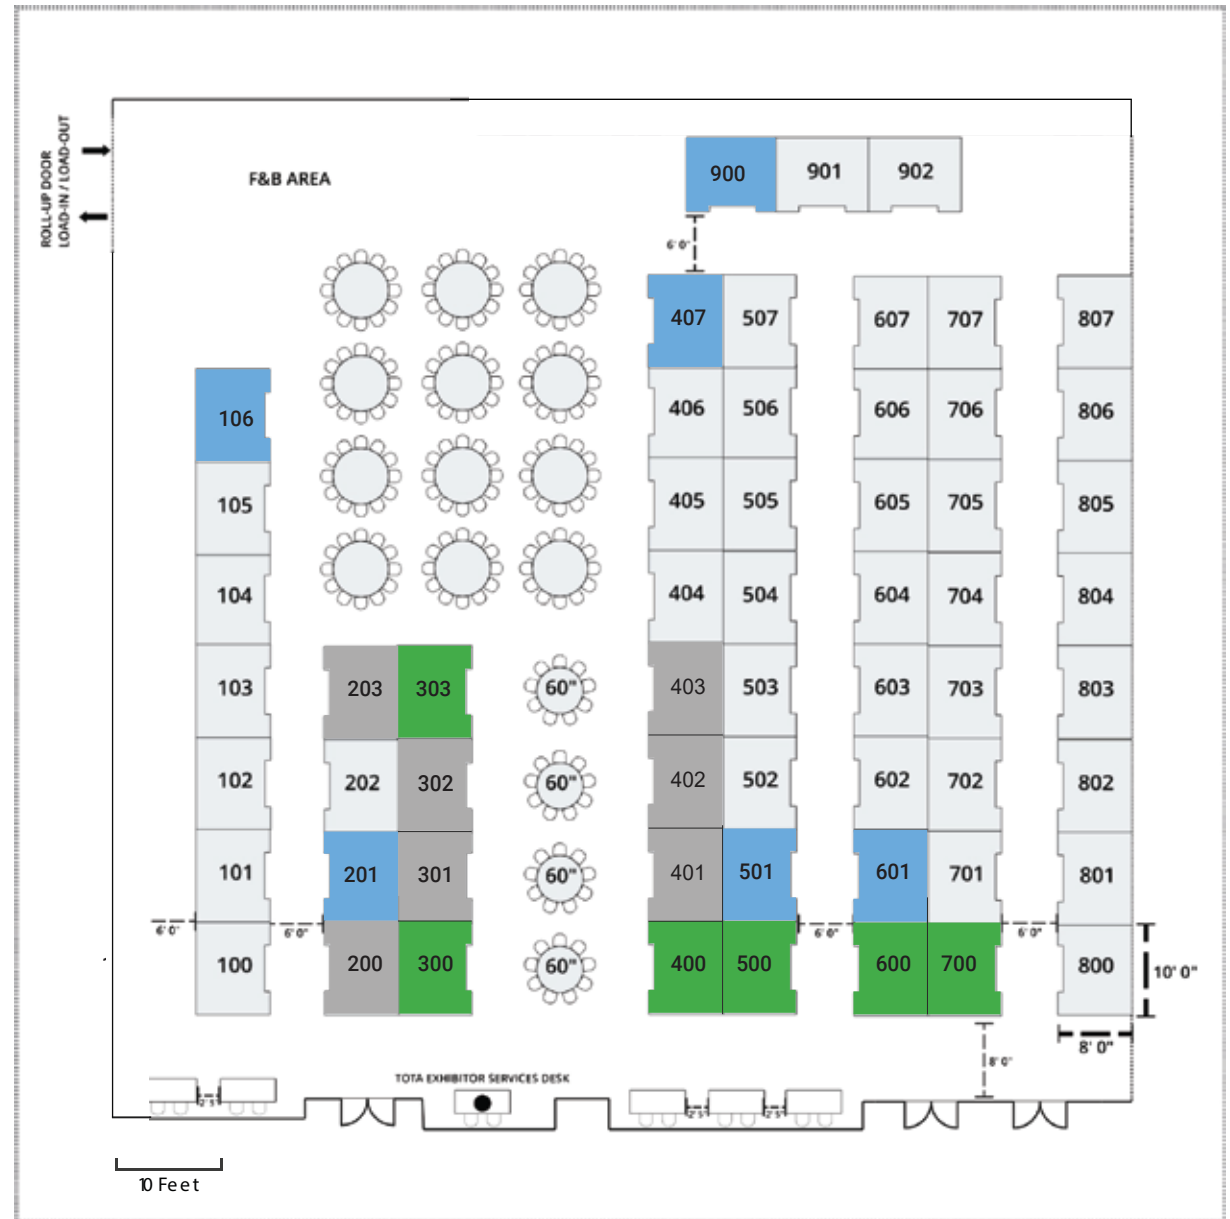 ROLL-UP DOOR
LOAD-IN / LOAD-OUT
F&B AREA
900 901 902
6' 0"
407 507 607 707 807
106 406 506 606 706 806
105 405 505 605 705 805
104 404 504 604 704 804
103 203 303 60" 403 503 603 703 803
102 202 302 60" 402 502 602 702 802
101 201 301 60" 401 501 601 701 801
6' 0" 6' 0" 6' 0" 6' 0"
100 200 300 60" 400 500 600 700 800 10' 0"
8' 0"
8' 0"
TOTA EXHIBITOR SERVICES DESK
2' 5" 2' 5" 2' 5"
10 Feet